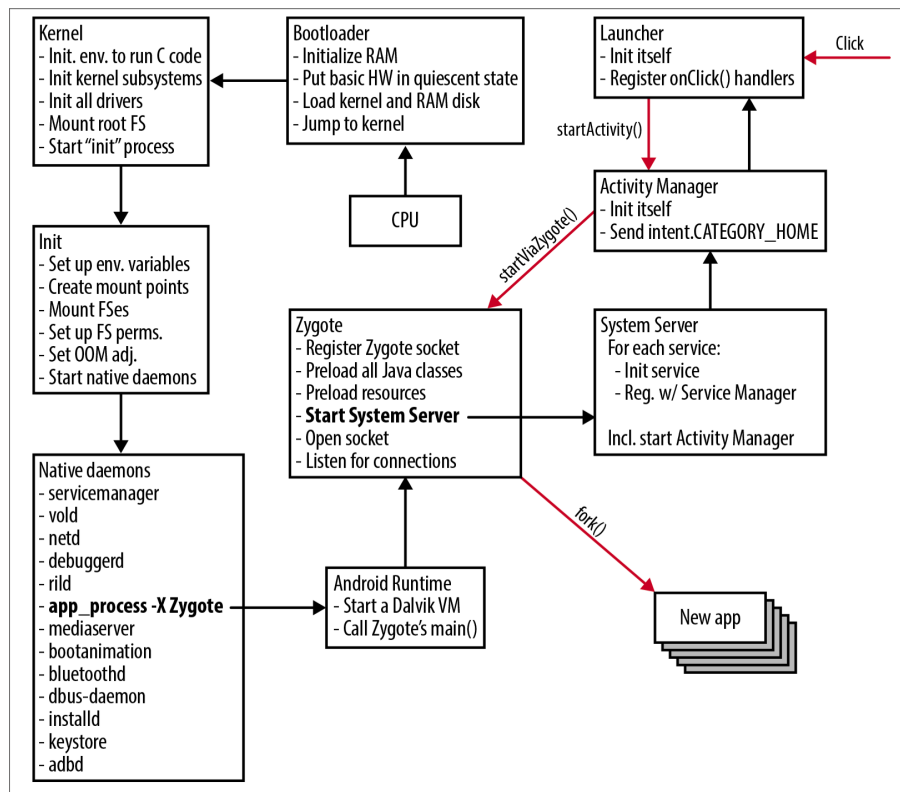 Kernel
- Init. env. to run C code
- Init kernel subsystems
- Init all drivers
- Mount root FS
- Start “init” process
Bootloader
- Initialize RAM
- Put basic HW in quiescent state
- Load kernel and RAM disk
- Jump to kernel
Launcher
- Init itself
- Register onClick() handlers
Click
startActivity()
CPU
Activity Manager
- Init itself
- Send intent.CATEGORY_HOME
startViaZygote()
Init
- Set up env. variables
- Create mount points
- Mount FSes
- Set up FS perms.
- Set OOM adj.
- Start native daemons
Zygote
- Register Zygote socket
- Preload all Java classes
- Preload resources
- Start System Server
- Open socket
- Listen for connections
System Server
For each service:
- Init service
- Reg. w/ Service Manager
Incl. start Activity Manager
Native daemons
- servicemanager
- vold
- netd
- debuggerd
- rild
- app_process -X Zygote
- mediaserver
- bootanimation
- bluetoothd
- dbus-daemon
- installd
- keystore
- adbd
Android Runtime
- Start a Dalvik VM
- Call Zygote’s main()
fork()
New app